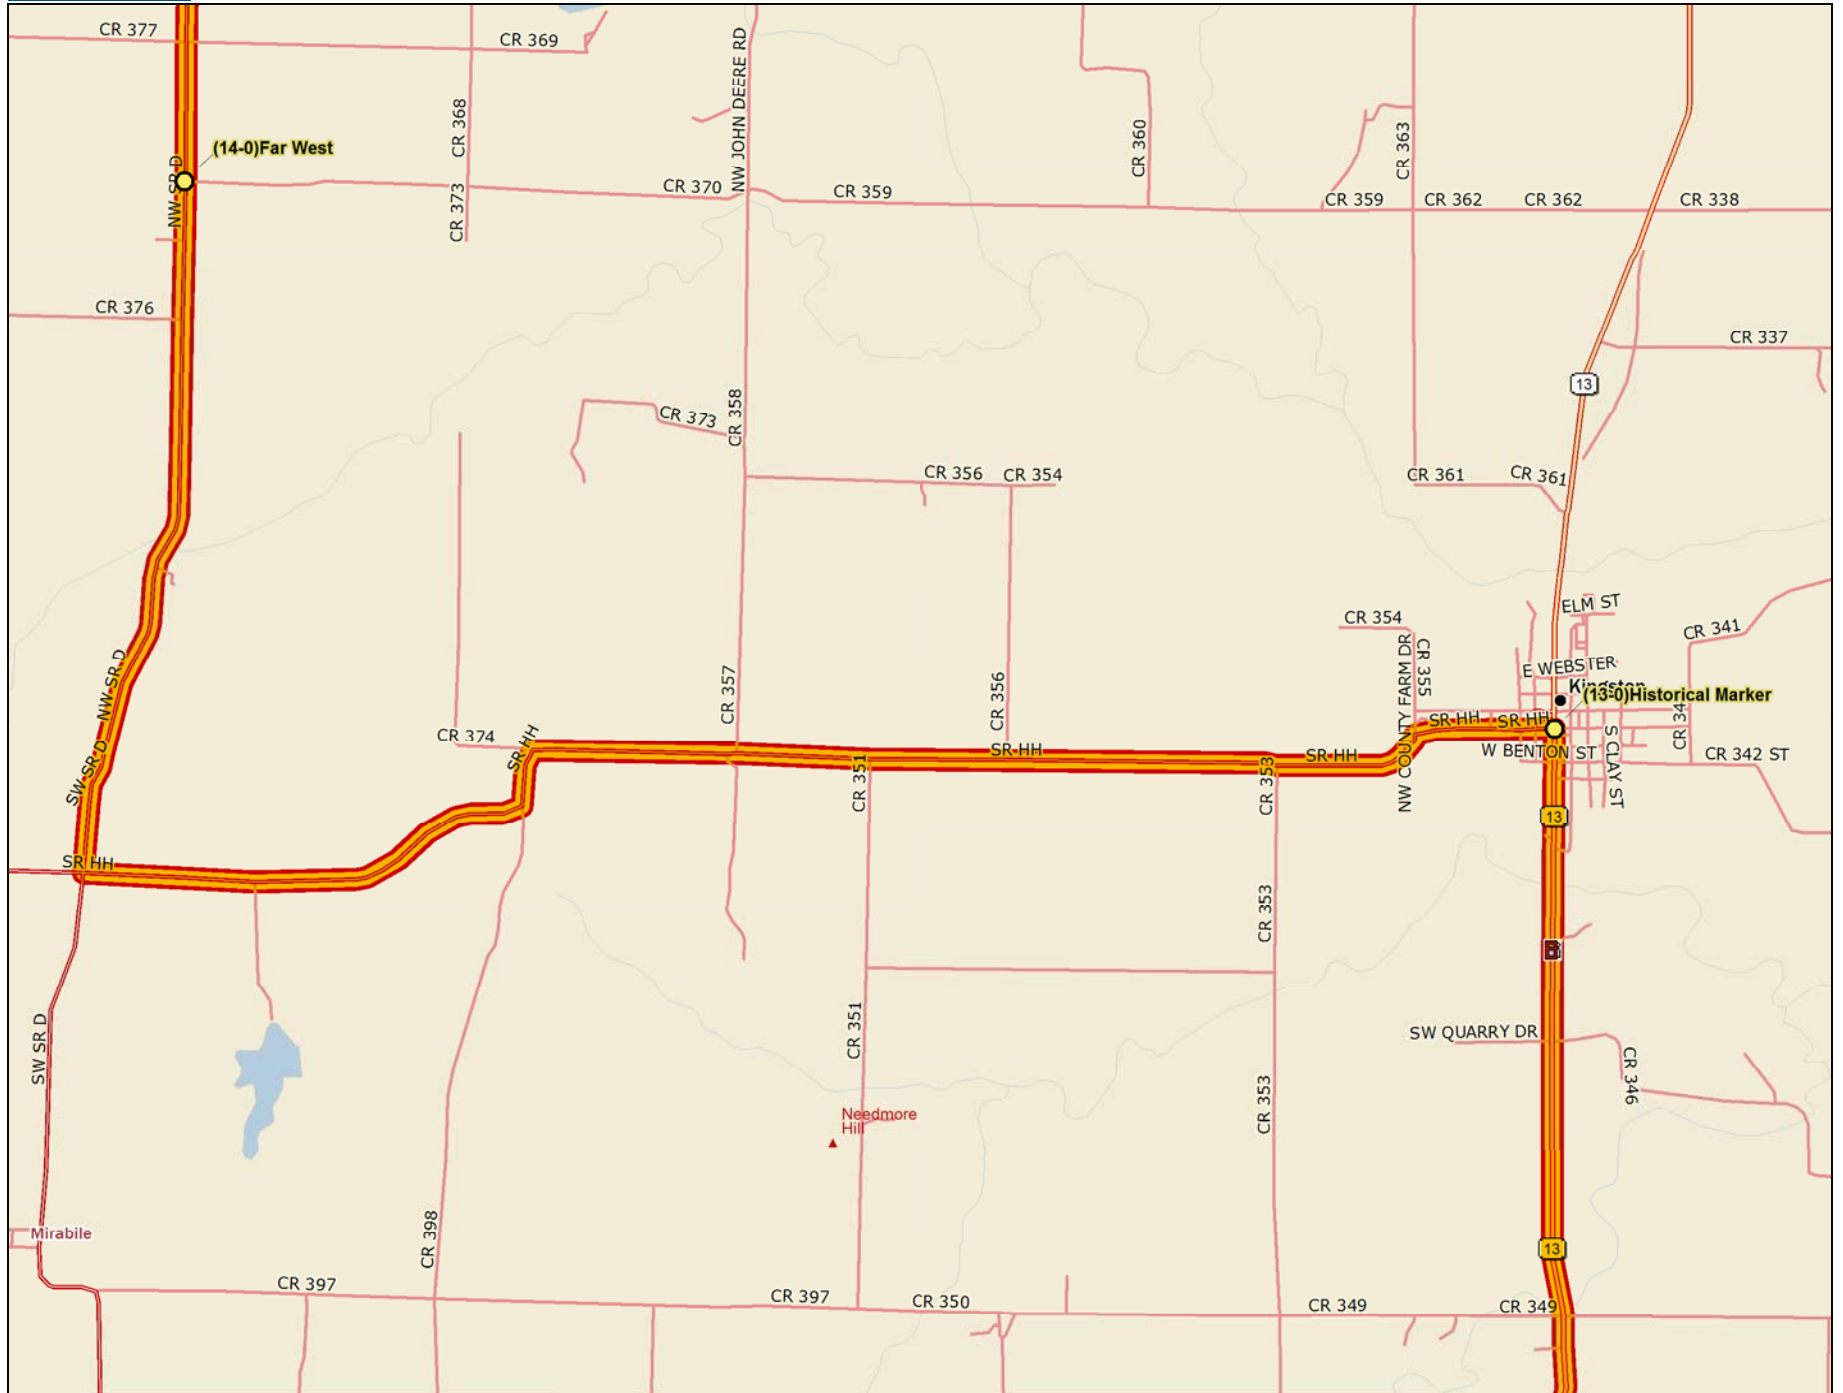 CR 377
CR 369
NW JOHN DEERE RD
CR 368
CR 360
CR 363
(14-0)Far West
NW SR D
CR 373
CR 370
CR 359
CR 359
CR 362
CR 362
CR 338
CR 376
CR 337
13
CR 358
CR 373
CR 356
CR 354
CR 361
CR 361
ELM ST
CR 354
CR 341
NW SR D
CR 357
CR 356
NW COUNTY FARM DR
CR 355
E WEBSTER
Kingston
(13-0)Historical Marker
CR 374
SR HH
SR HH
SR HH
SR HH
SR HH
W BENTON ST
S CLAY ST
CR 34
CR 342 ST
SW SR D
CR 351
CR 353
13
SR HH
CR 353
B
SW SR D
CR 351
SW QUARRY DR
CR 346
CR 353
Needmore
Hill
Mirabile
CR 398
13
CR 397
CR 397
CR 350
CR 349
CR 349